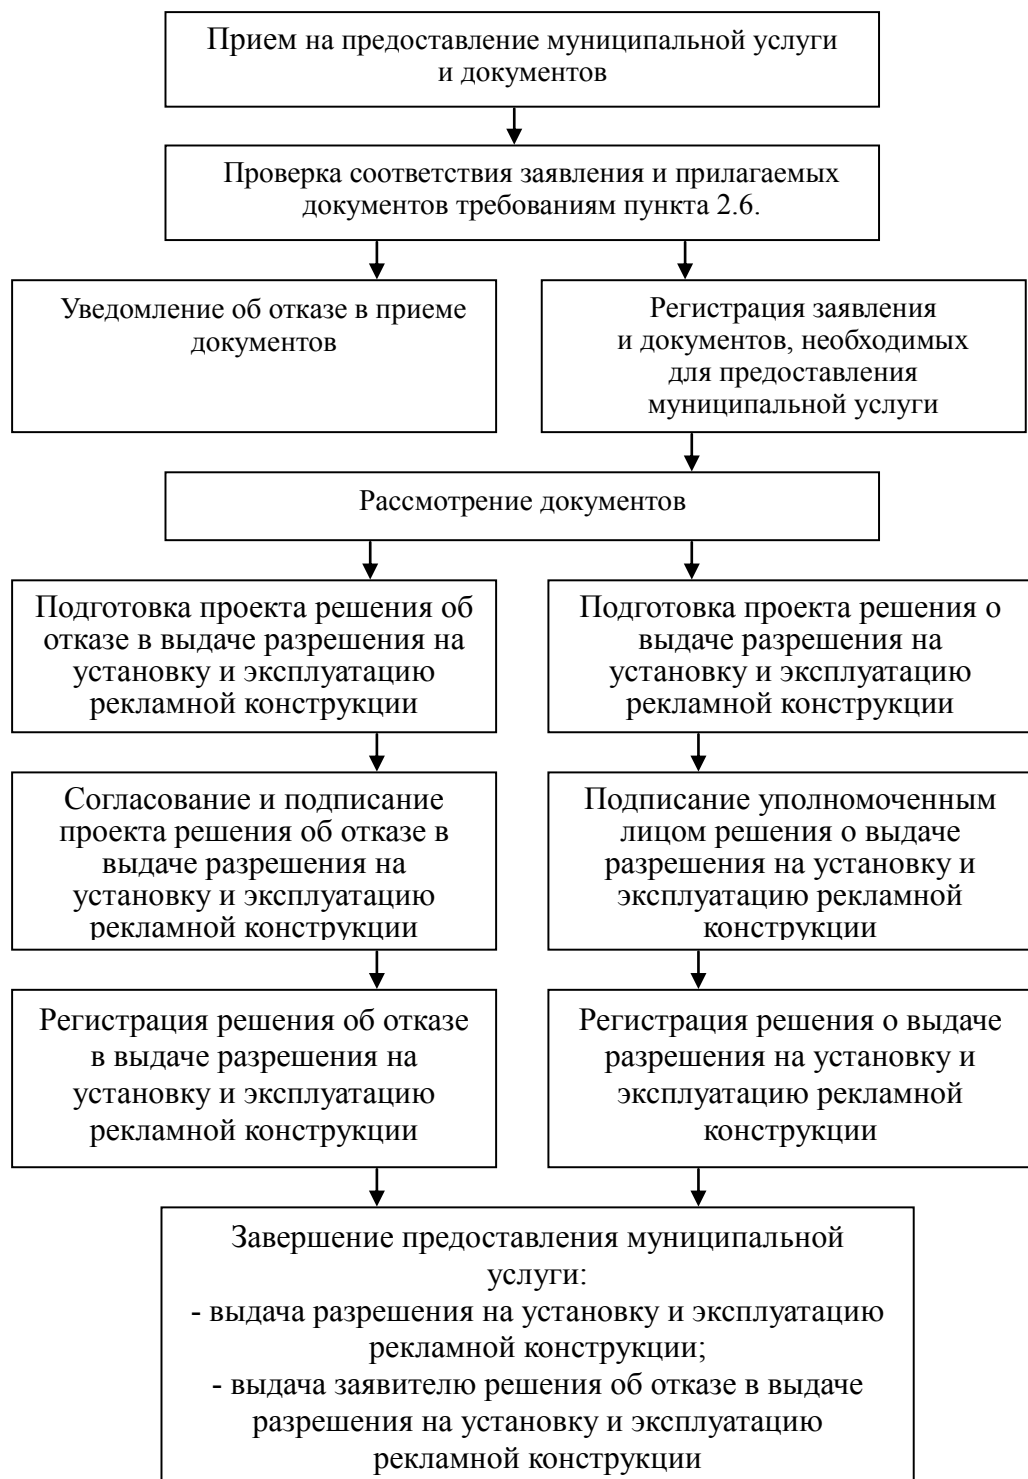 Прием на предоставление муниципальной услуги
и документов
Проверка соответствия заявления и прилагаемых
документов требованиям пункта 2.6.
Уведомление об отказе в приеме
документов
Регистрация заявления
и документов, необходимых
для предоставления
муниципальной услуги
Рассмотрение документов
Подготовка проекта решения об
отказе в выдаче разрешения на
установку и эксплуатацию
рекламной конструкции
Подготовка проекта решения о
выдаче разрешения на
установку и эксплуатацию
рекламной конструкции
Согласование и подписание
проекта решения об отказе в
выдаче разрешения на
установку и эксплуатацию
рекламной конструкции
Подписание уполномоченным
лицом решения о выдаче
разрешения на установку и
эксплуатацию рекламной
конструкции
Регистрация решения об отказе
в выдаче разрешения на
установку и эксплуатацию
рекламной конструкции
Регистрация решения о выдаче
разрешения на установку и
эксплуатацию рекламной
конструкции
Завершение предоставления муниципальной
услуги:
- выдача разрешения на установку и эксплуатацию
рекламной конструкции;
- выдача заявителю решения об отказе в выдаче
разрешения на установку и эксплуатацию
рекламной конструкции